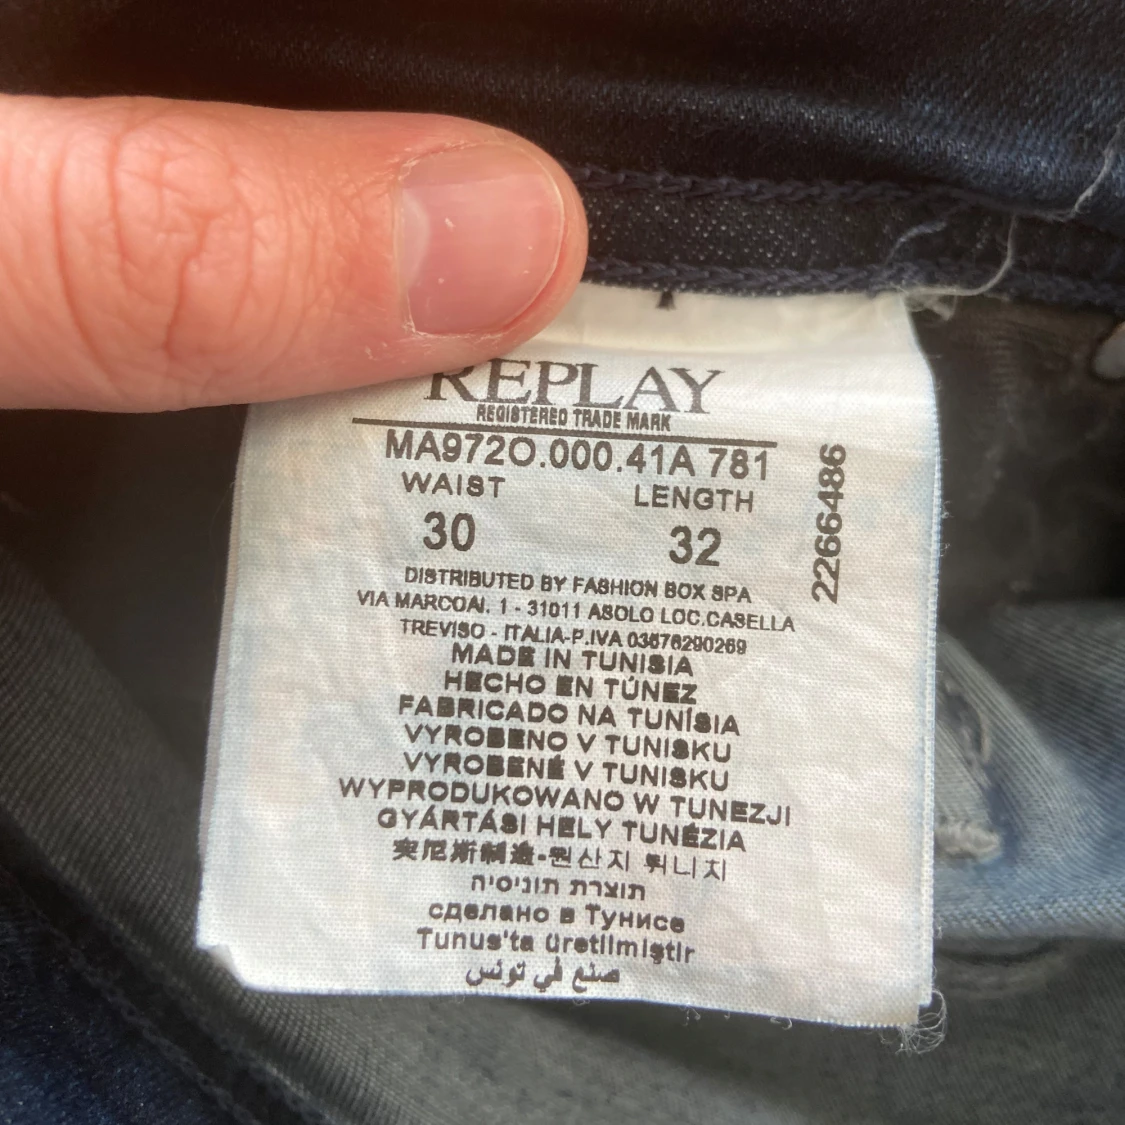 REPLAY
REGISTERED TRADE MARK
MA972O.000.41A 781
WAIST LENGTH
30 32
2266486
DISTRIBUTED BY FASHION BOX SPA
VIA MARCOAI. 1 - 31011 ASOLO LOC.CASELLA
TREVISO - ITALIA-P.IVA 03676290269
MADE IN TUNISIA
HECHO EN TÚNEZ
FABRICADO NA TUNÍSIA
VYROBENO V TUNISKU
VYROBENÉ V TUNISKU
WYPRODUKOWANO W TUNEZJI
GYÁRTÁSI HELY TUNÉZIA
突尼斯制造-원산지 튀니지
תוצרת תוניסיה
сделано в Тунисе
Tunus'ta üretilmiştir
صنع في تونس